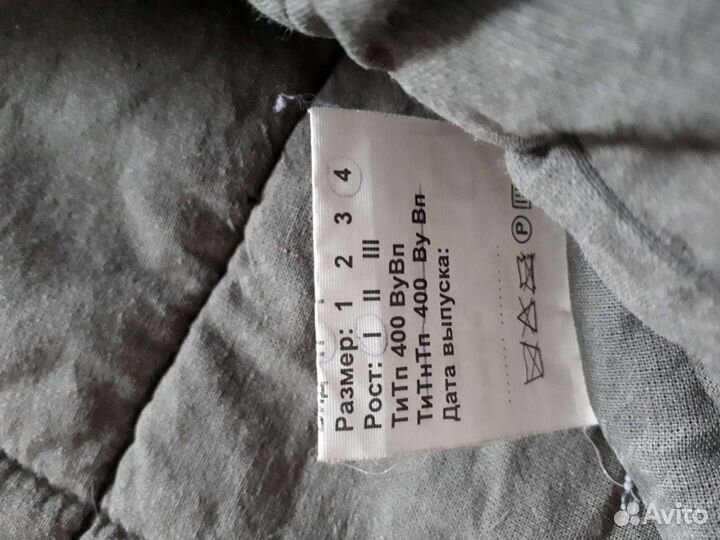 Размер: 1 2 3 4
Рост: I II III
ТиТп 400 ВуВп
ТиТнТп 400 Ву Вп
Дата выпуска:
P
Avito